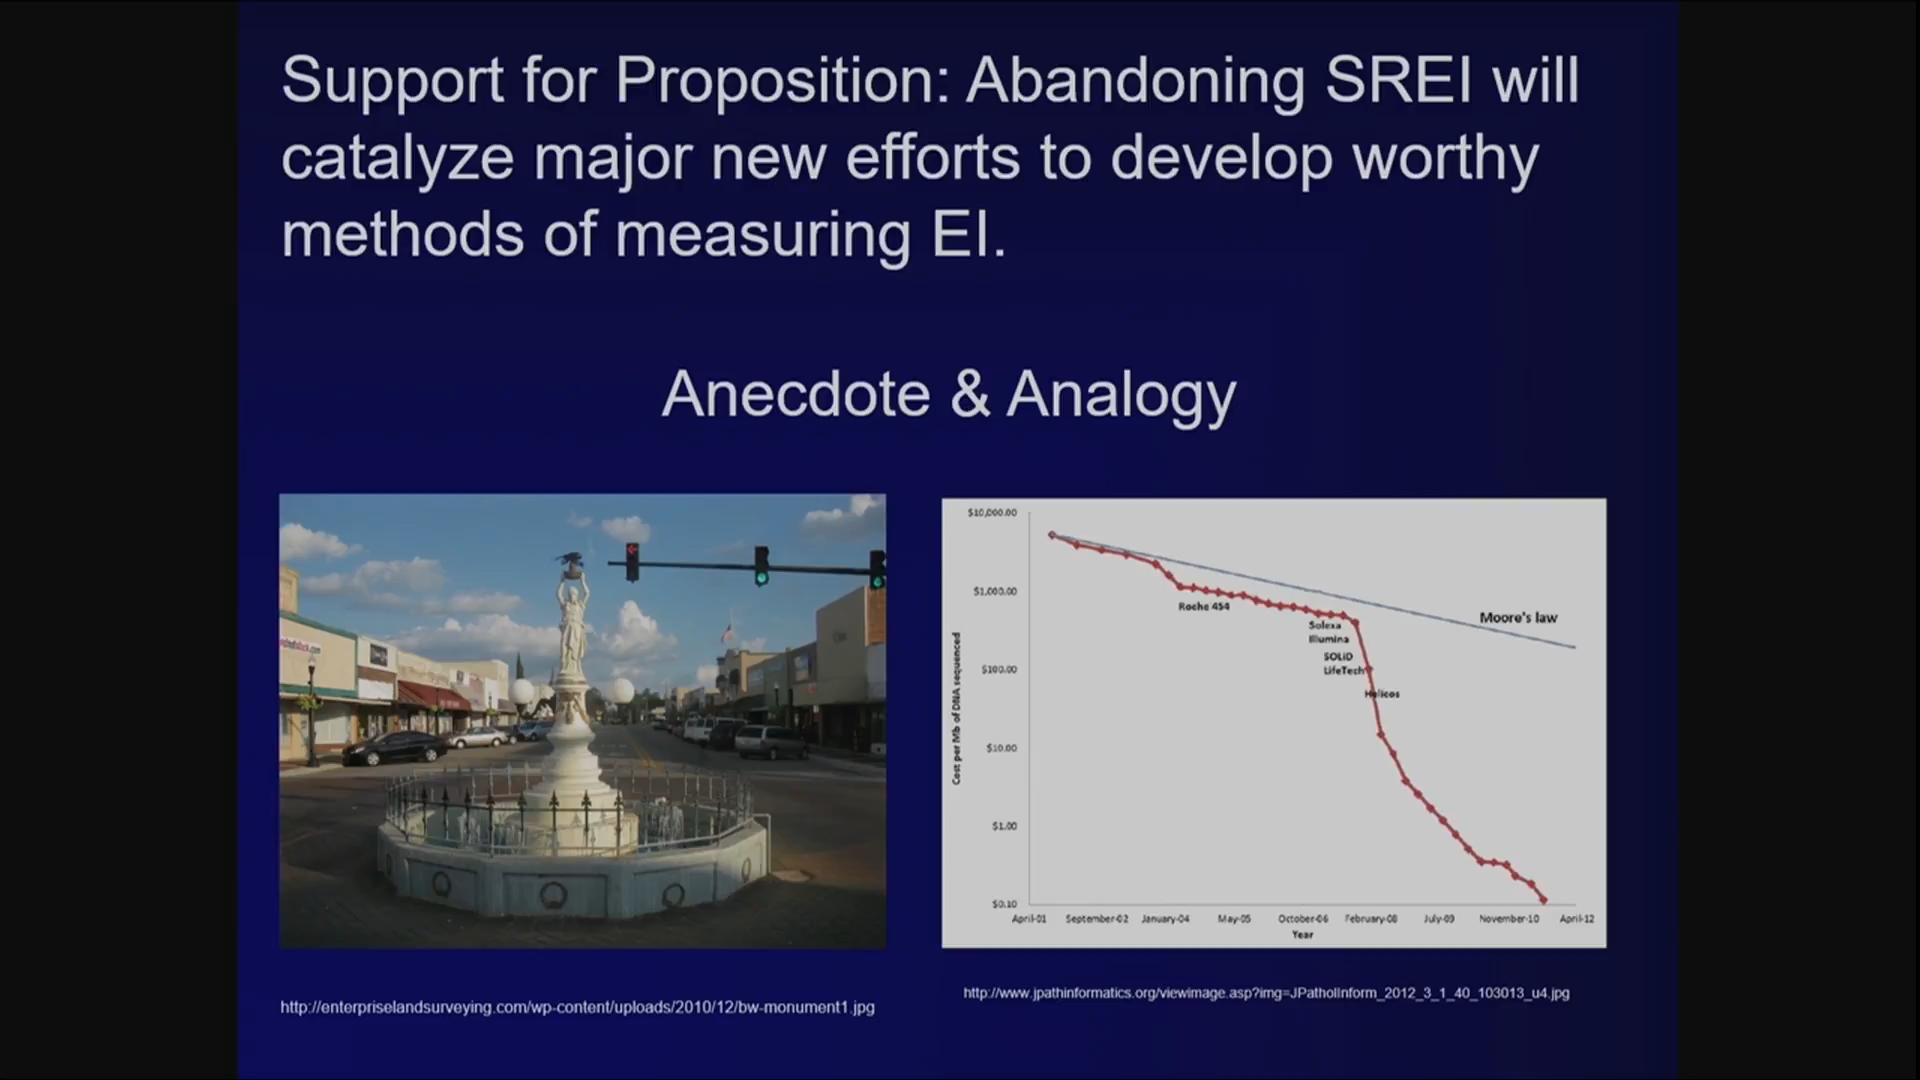 Support for Proposition: Abandoning SREI will
catalyze major new efforts to develop worthy
methods of measuring EI.
Anecdote & Analogy
$10,000.00
$1,000.00
$100.00
$10.00
$1.00
$0.10
Cost per Mb of DNA sequenced
Roche 454
Solexa
Illumina
SOLiD
LifeTech
Helicos
Moore's law
April-01 September-02 January-04 May-05 October-06 February-08 July-09 November-10 April-12
Year
http://enterpriselandsurveying.com/wp-content/uploads/2010/12/bw-monument1.jpg
http://www.jpathinformatics.org/viewimage.asp?img=JPatholInform_2012_3_1_40_103013_u4.jpg